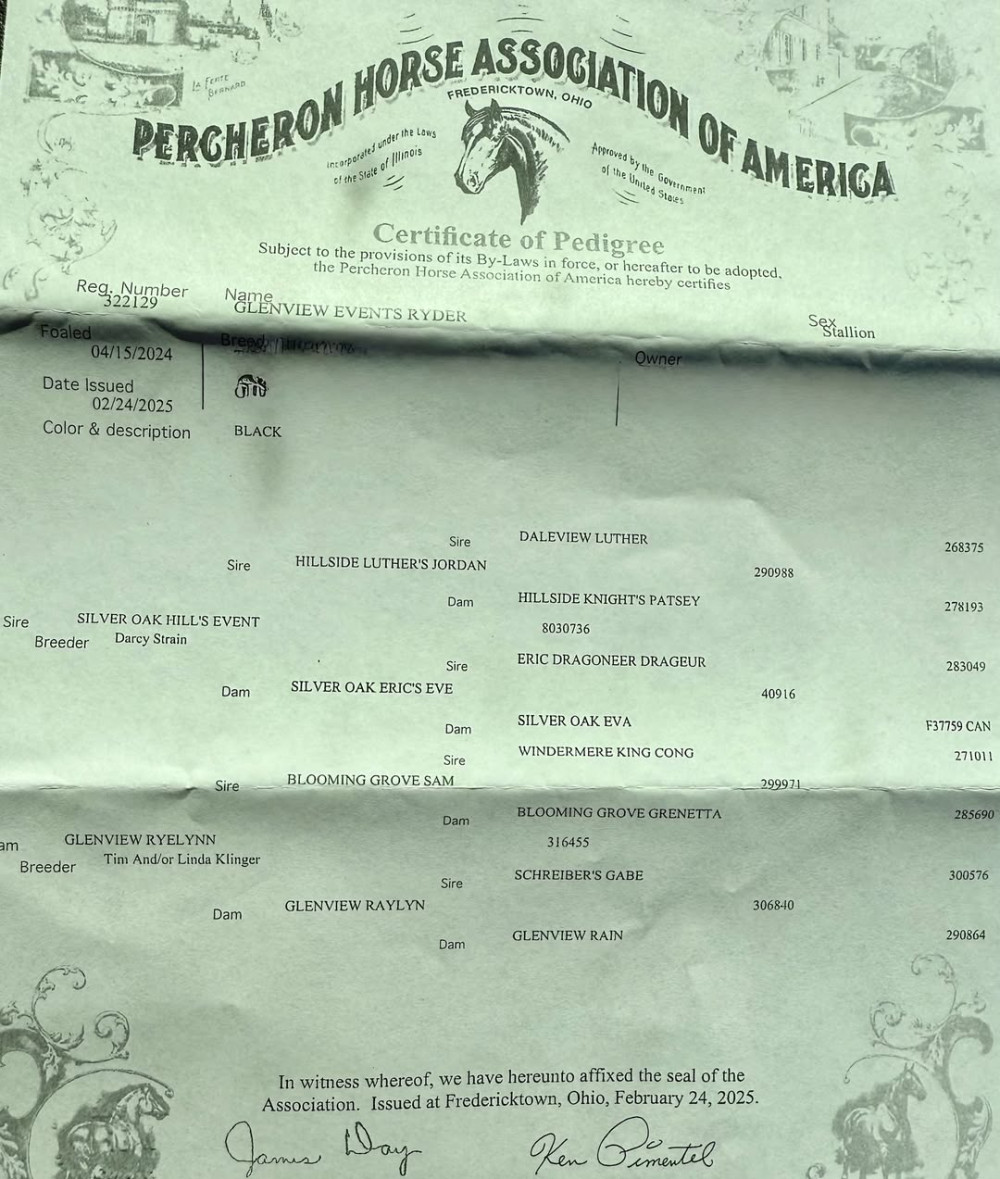 LA FERTE
BERNARD
PERCHERON HORSE ASSOCIATION OF AMERICA
FREDERICKTOWN, OHIO
Incorporated under the Laws
of the State of Illinois
Approved by the Government
of the United States
Certificate of Pedigree
Subject to the provisions of its By-Laws in force, or hereafter to be adopted,
the Percheron Horse Association of America hereby certifies
Reg. Number Name Sex
322129 GLENVIEW EVENTS RYDER Stallion
Foaled Owner
04/15/2024
Date Issued
02/24/2025
Color & description BLACK
Sire DALEVIEW LUTHER 268375
Sire HILLSIDE LUTHER'S JORDAN 290988
Dam HILLSIDE KNIGHT'S PATSEY 278193
Sire SILVER OAK HILL'S EVENT 8030736
Breeder Darcy Strain
Sire ERIC DRAGONEER DRAGEUR 283049
Dam SILVER OAK ERIC'S EVE 40916
Dam SILVER OAK EVA F37759 CAN
Sire WINDERMERE KING CONG 271011
Sire BLOOMING GROVE SAM 299971
Dam BLOOMING GROVE GRENETTA 285690
am GLENVIEW RYELYNN 316455
Breeder Tim And/or Linda Klinger
Sire SCHREIBER'S GABE 300576
Dam GLENVIEW RAYLYN 306840
Dam GLENVIEW RAIN 290864
In witness whereof, we have hereunto affixed the seal of the
Association. Issued at Fredericktown, Ohio, February 24, 2025.
James Day Ken Pimentel